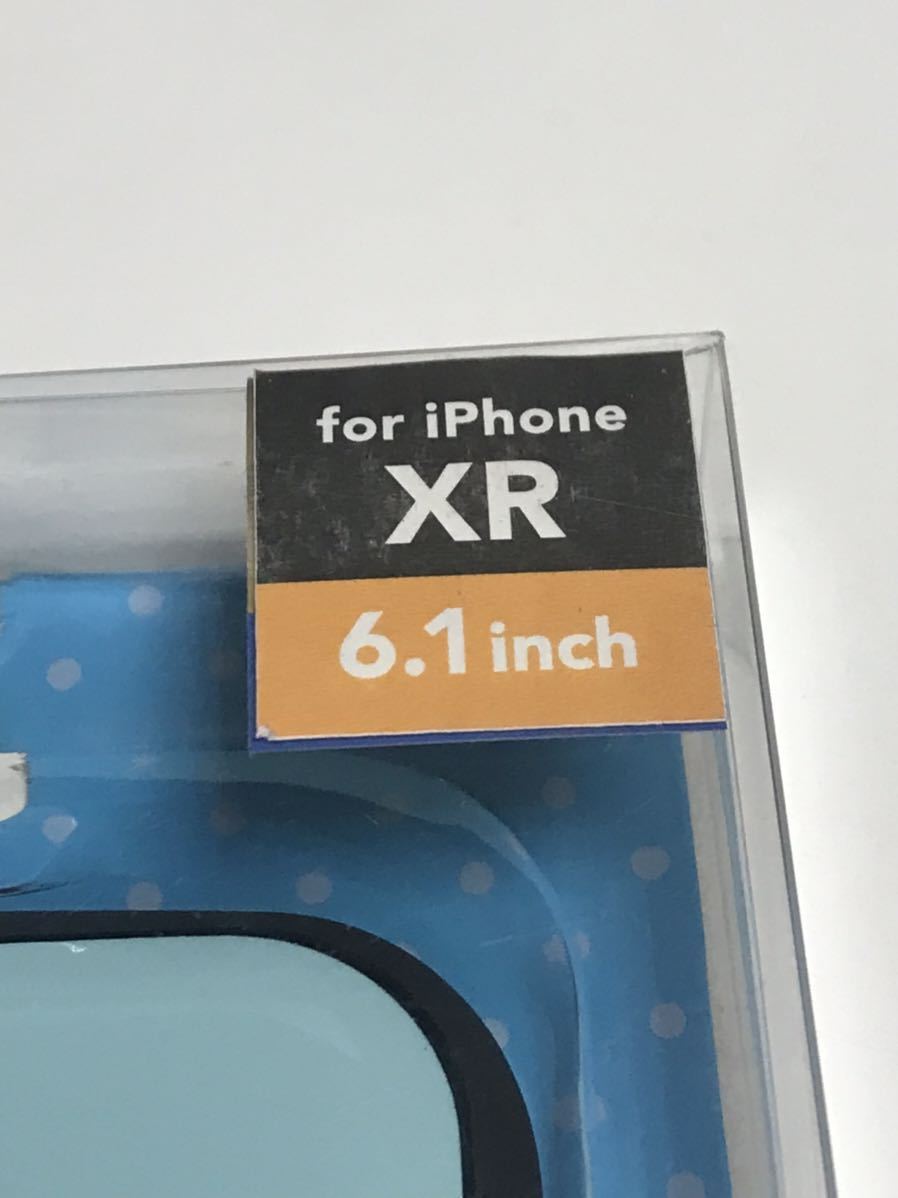 for iPhone
XR
6.1 inch